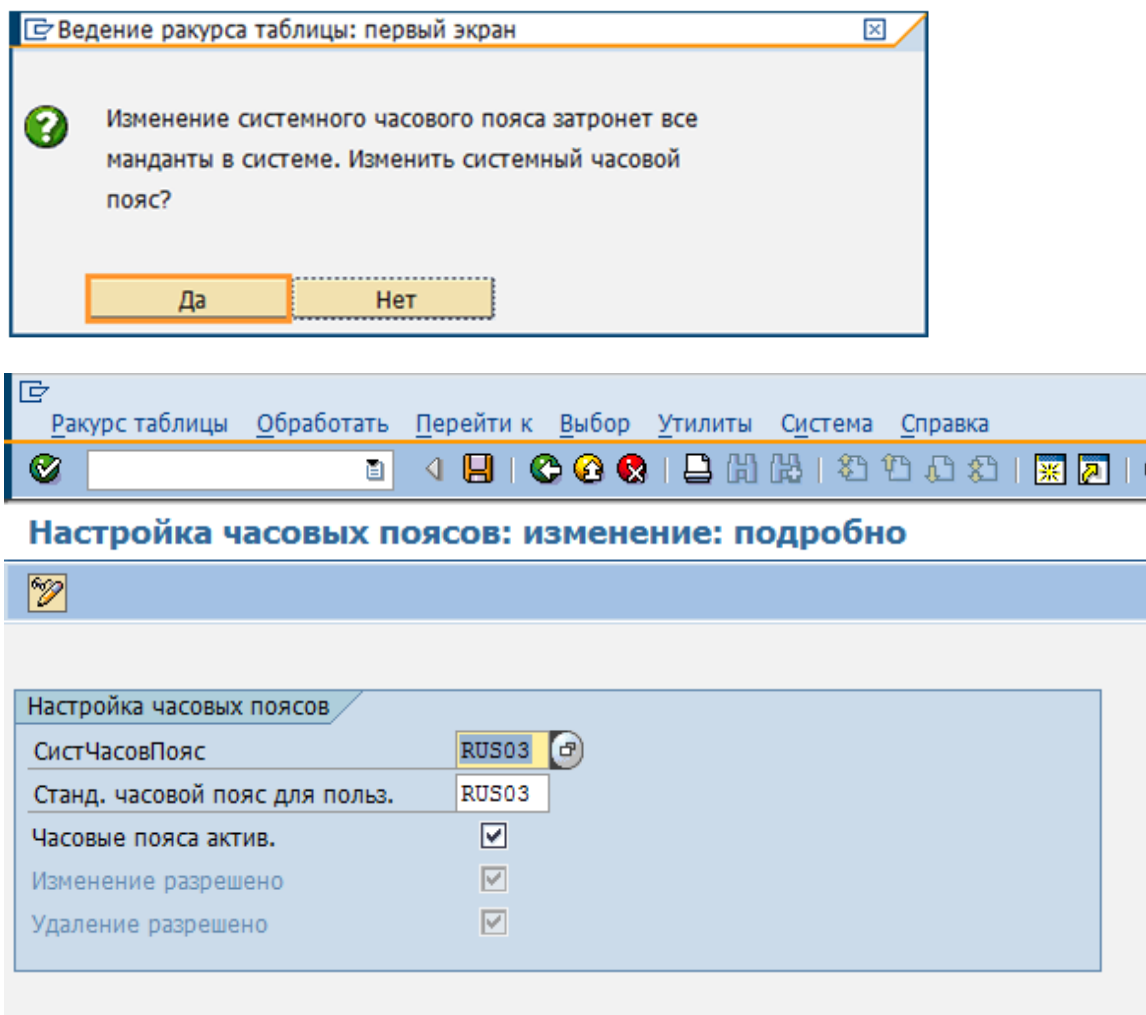 Ведение ракурса таблицы: первый экран
Изменение системного часового пояса затронет все
манданты в системе. Изменить системный часовой
пояс?
Да Нет
Ракурс таблицы Обработать Перейти к Выбор Утилиты Система Справка
Настройка часовых поясов: изменение: подробно
Настройка часовых поясов
СистЧасовПояс RUS03
Станд. часовой пояс для польз. RUS03
Часовые пояса актив.
Изменение разрешено
Удаление разрешено